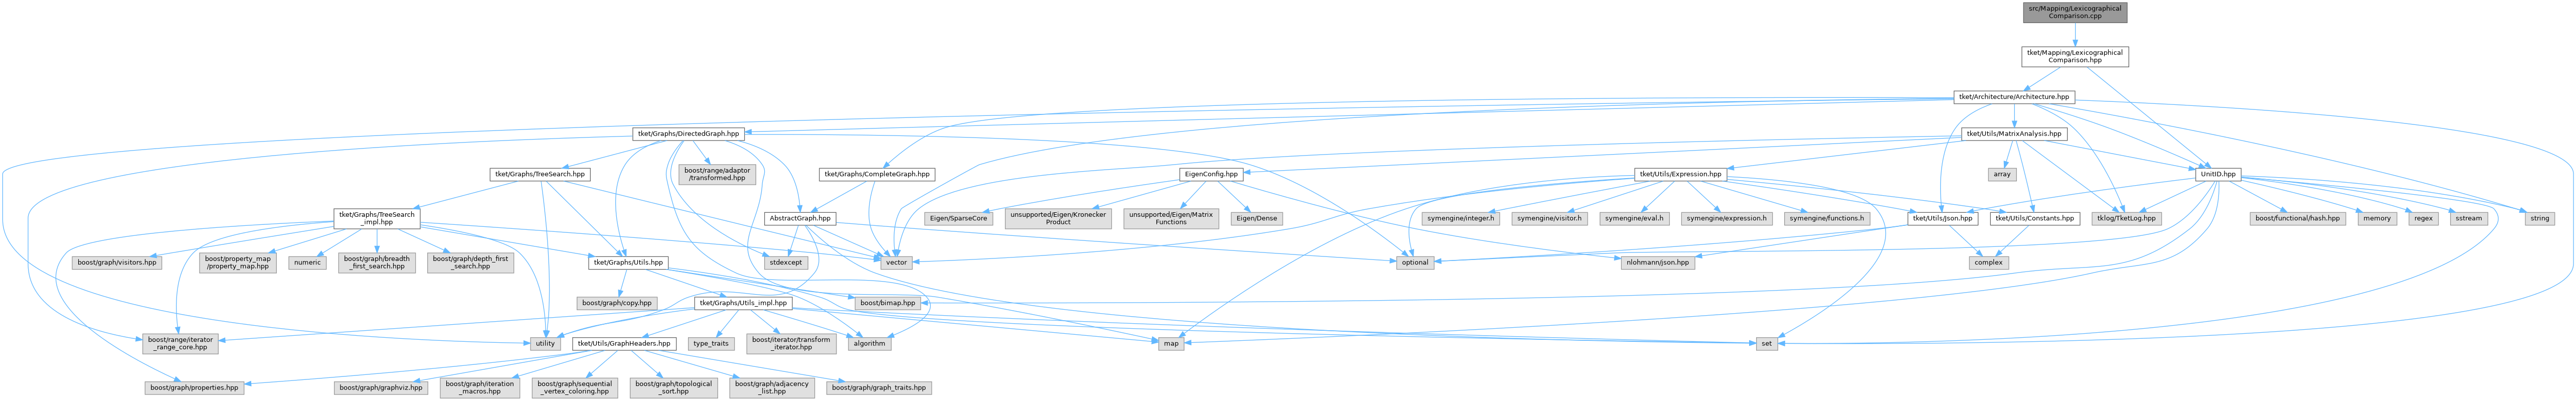 src/Mapping/Lexicographical
Comparison.cpp
tket/Mapping/Lexicographical
Comparison.hpp
tket/Architecture/Architecture.hpp
tket/Graphs/DirectedGraph.hpp
tket/Utils/MatrixAnalysis.hpp
tket/Graphs/TreeSearch.hpp
boost/range/adaptor
/transformed.hpp
tket/Graphs/CompleteGraph.hpp
EigenConfig.hpp
tket/Utils/Expression.hpp
array
UnitID.hpp
tket/Graphs/TreeSearch
_impl.hpp
AbstractGraph.hpp
Eigen/SparseCore
unsupported/Eigen/Kronecker
Product
unsupported/Eigen/Matrix
Functions
Eigen/Dense
symengine/integer.h
symengine/visitor.h
symengine/eval.h
symengine/expression.h
symengine/functions.h
tket/Utils/Json.hpp
tket/Utils/Constants.hpp
tklog/TketLog.hpp
boost/functional/hash.hpp
memory
regex
sstream
string
boost/graph/visitors.hpp
boost/property_map
/property_map.hpp
numeric
boost/graph/breadth
_first_search.hpp
boost/graph/depth_first
_search.hpp
tket/Graphs/Utils.hpp
stdexcept
vector
optional
nlohmann/json.hpp
complex
boost/graph/copy.hpp
tket/Graphs/Utils_impl.hpp
boost/bimap.hpp
boost/range/iterator
_range_core.hpp
utility
tket/Utils/GraphHeaders.hpp
type_traits
boost/iterator/transform
_iterator.hpp
algorithm
map
set
boost/graph/properties.hpp
boost/graph/graphviz.hpp
boost/graph/iteration
_macros.hpp
boost/graph/sequential
_vertex_coloring.hpp
boost/graph/topological
_sort.hpp
boost/graph/adjacency
_list.hpp
boost/graph/graph_traits.hpp